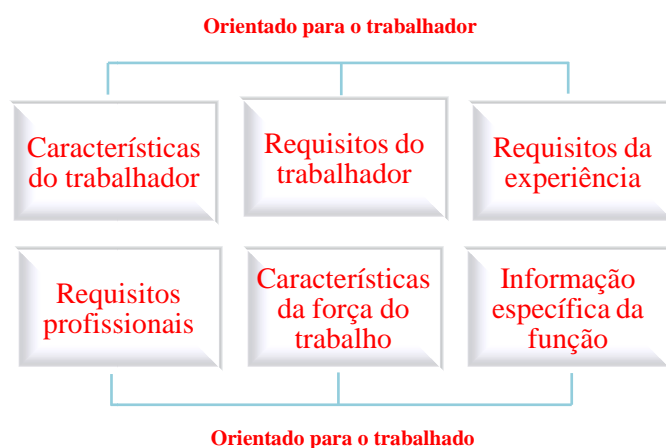 Orientado para o trabalhador
Características
do trabalhador
Requisitos do
trabalhador
Requisitos da
experiência
Requisitos
profissionais
Características
da força do
trabalho
Informação
específica da
função
Orientado para o trabalhado